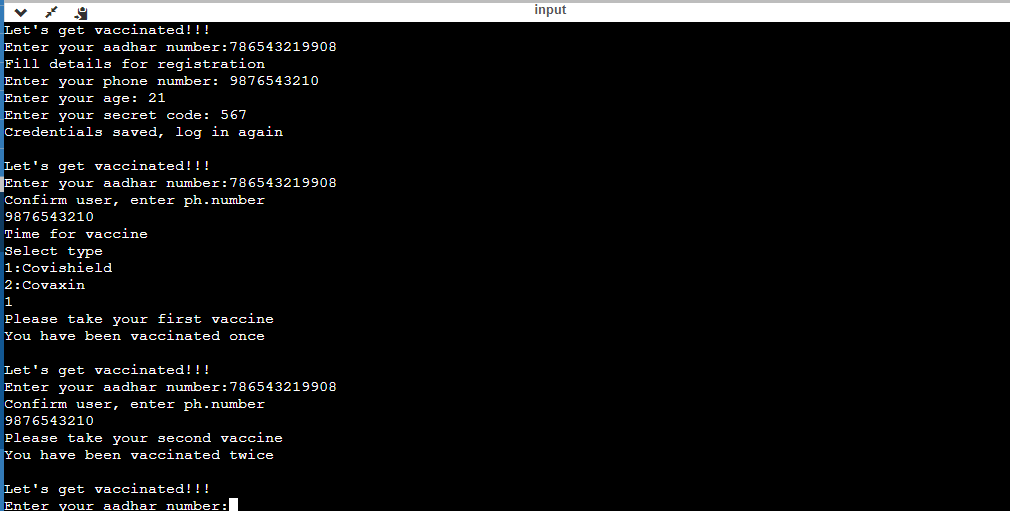 input
Let's get vaccinated!!!
Enter your aadhar number:786543219908
Fill details for registration
Enter your phone number: 9876543210
Enter your age: 21
Enter your secret code: 567
Credentials saved, log in again
Let's get vaccinated!!!
Enter your aadhar number:786543219908
Confirm user, enter ph.number
9876543210
Time for vaccine
Select type
1:Covishield
2:Covaxin
1
Please take your first vaccine
You have been vaccinated once
Let's get vaccinated!!!
Enter your aadhar number:786543219908
Confirm user, enter ph.number
9876543210
Please take your second vaccine
You have been vaccinated twice
Let's get vaccinated!!!
Enter your aadhar number: